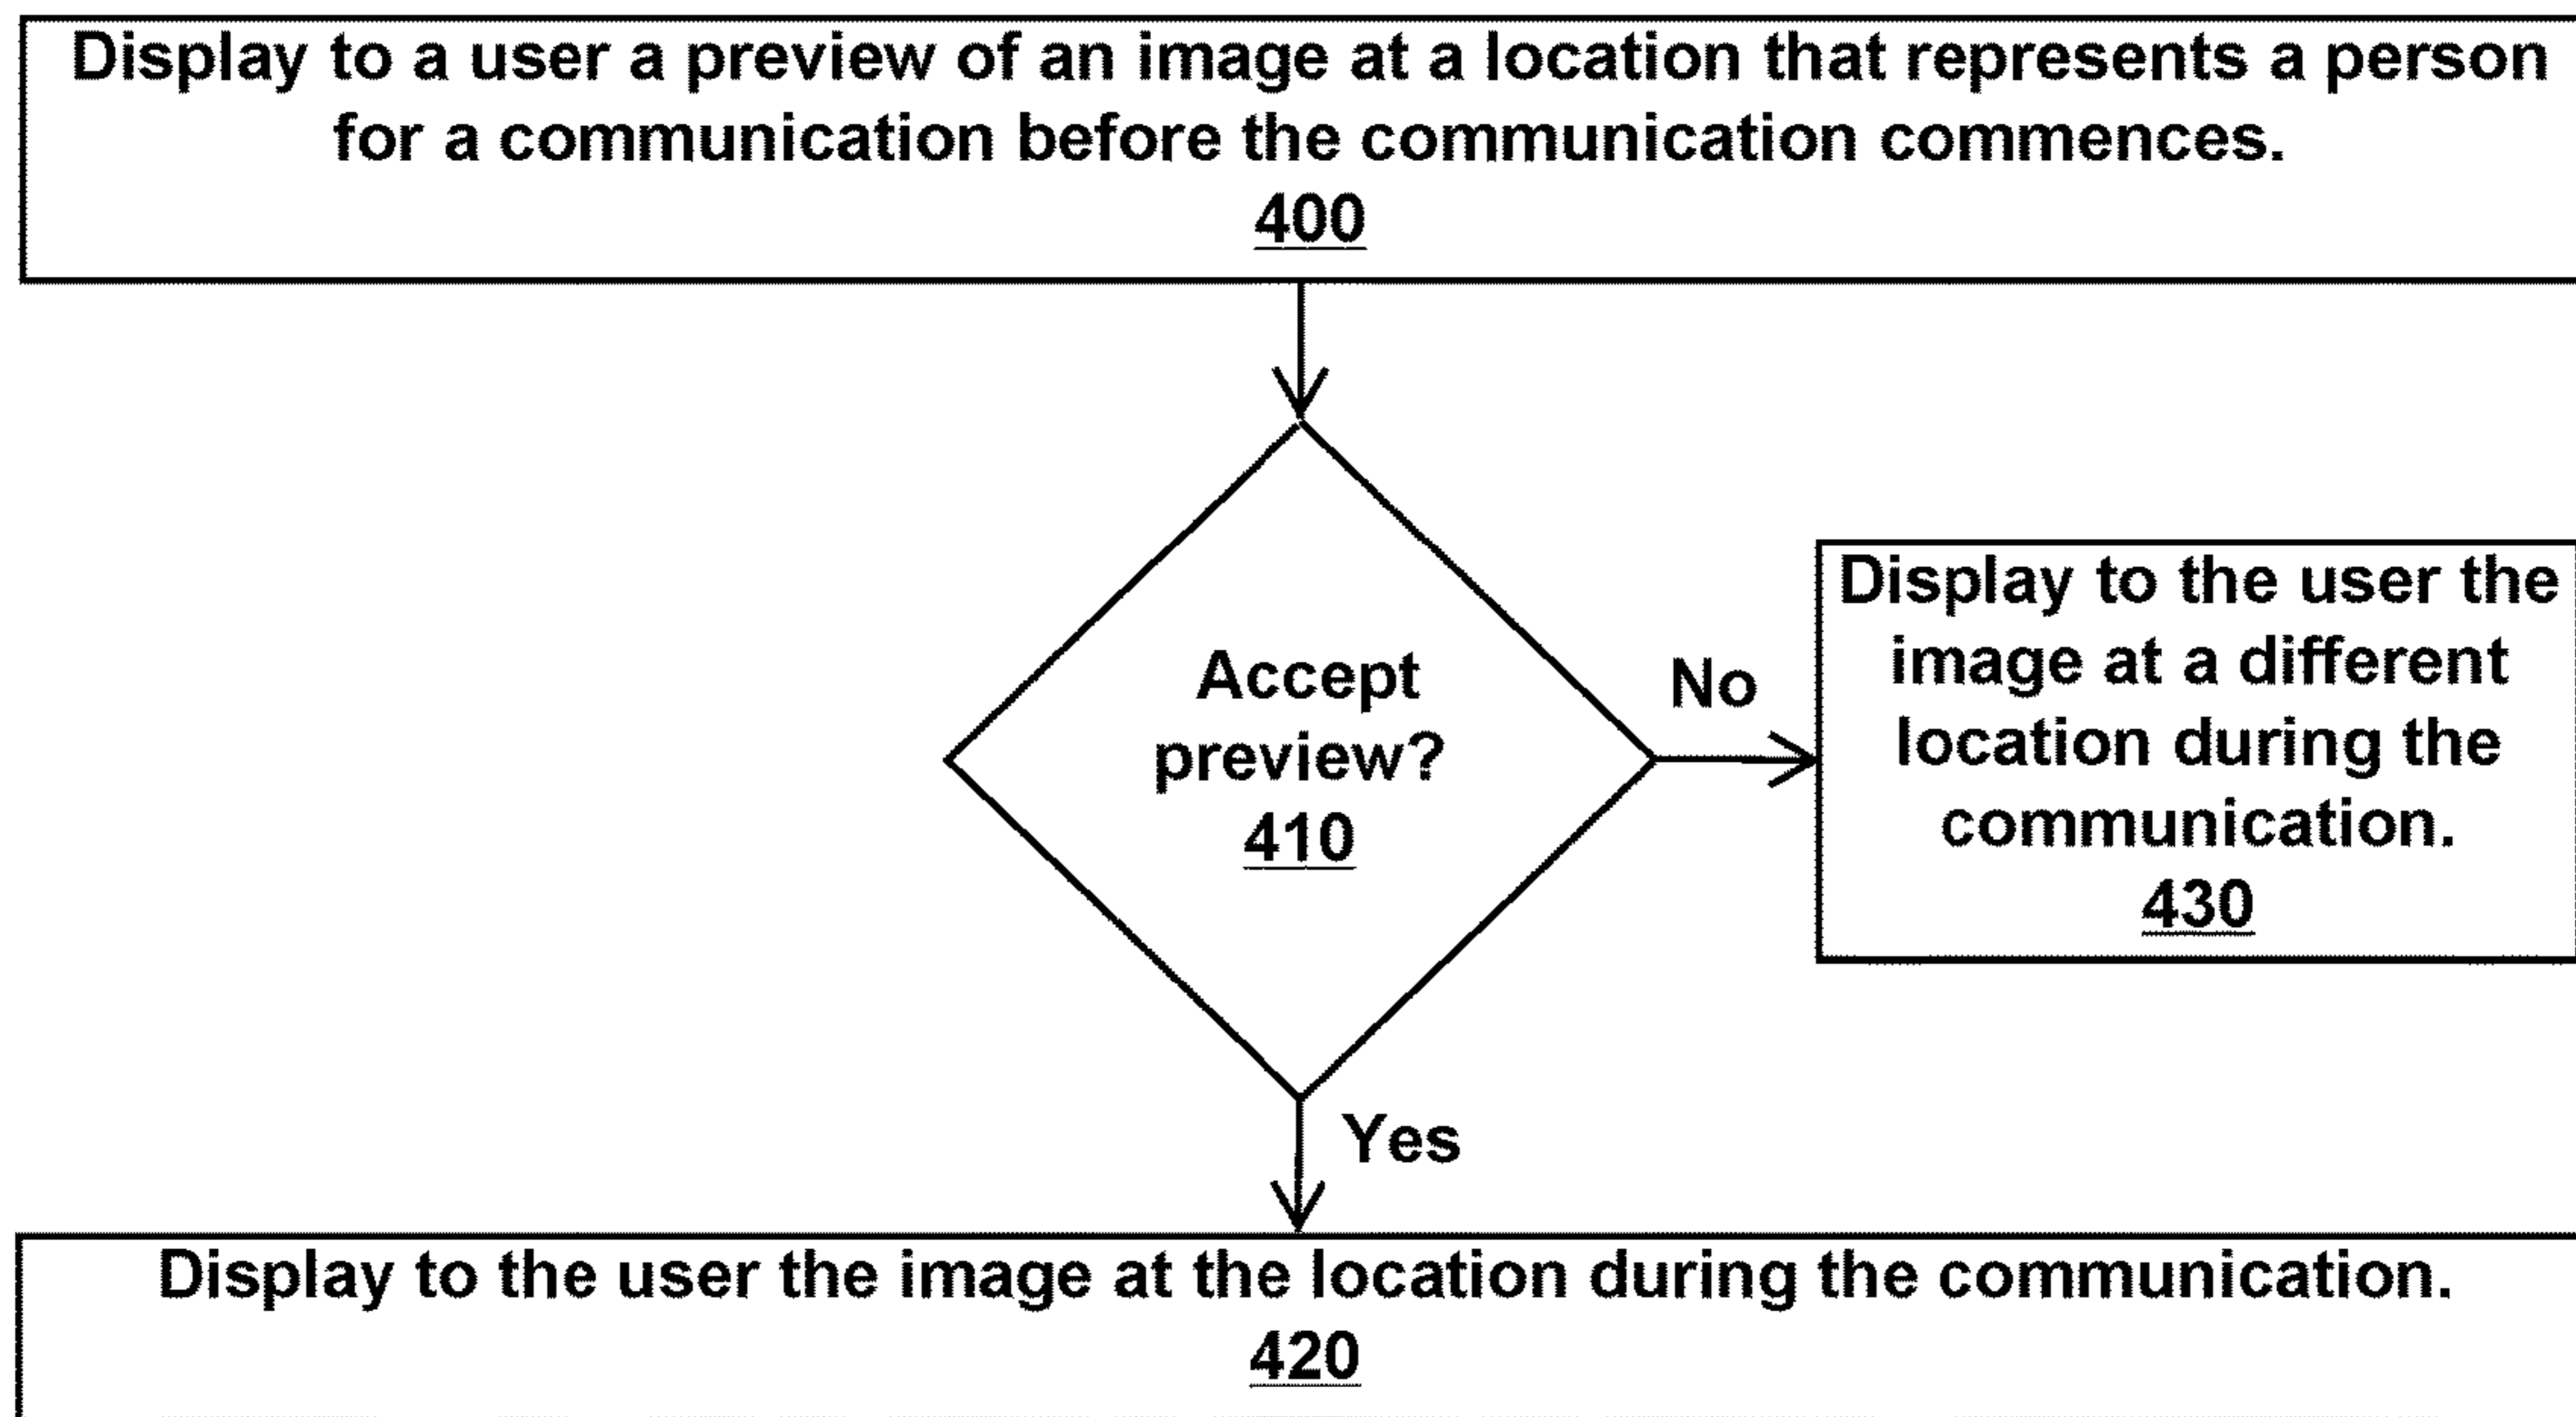 Display to a user a preview of an image at a location that represents a person
for a communication before the communication commences.
400
Accept
preview?
410
No
Display to the user the
image at a different
location during the
communication.
430
Yes
Display to the user the image at the location during the communication.
420